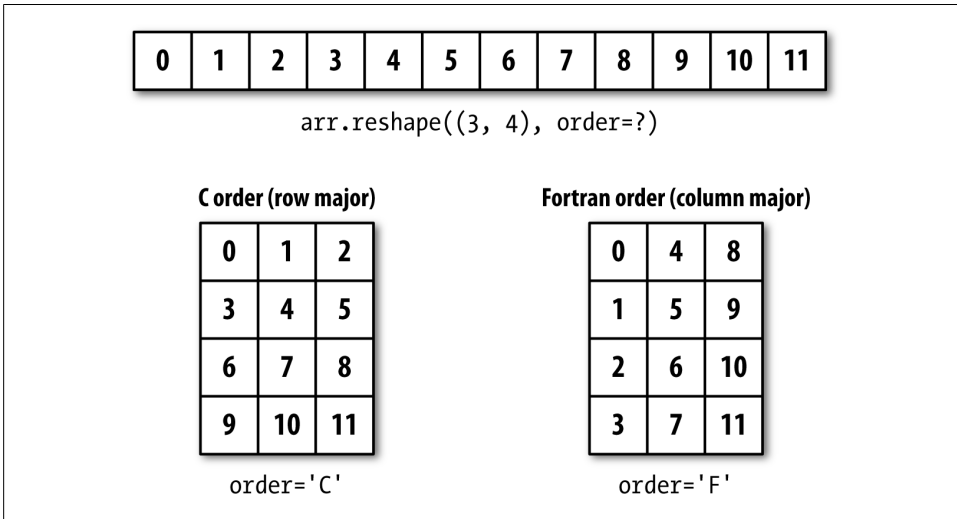 0 1 2 3 4 5 6 7 8 9 10 11
arr.reshape((3, 4), order=?)
C order (row major)
0 1 2
3 4 5
6 7 8
9 10 11
order='C'
Fortran order (column major)
0 4 8
1 5 9
2 6 10
3 7 11
order='F'